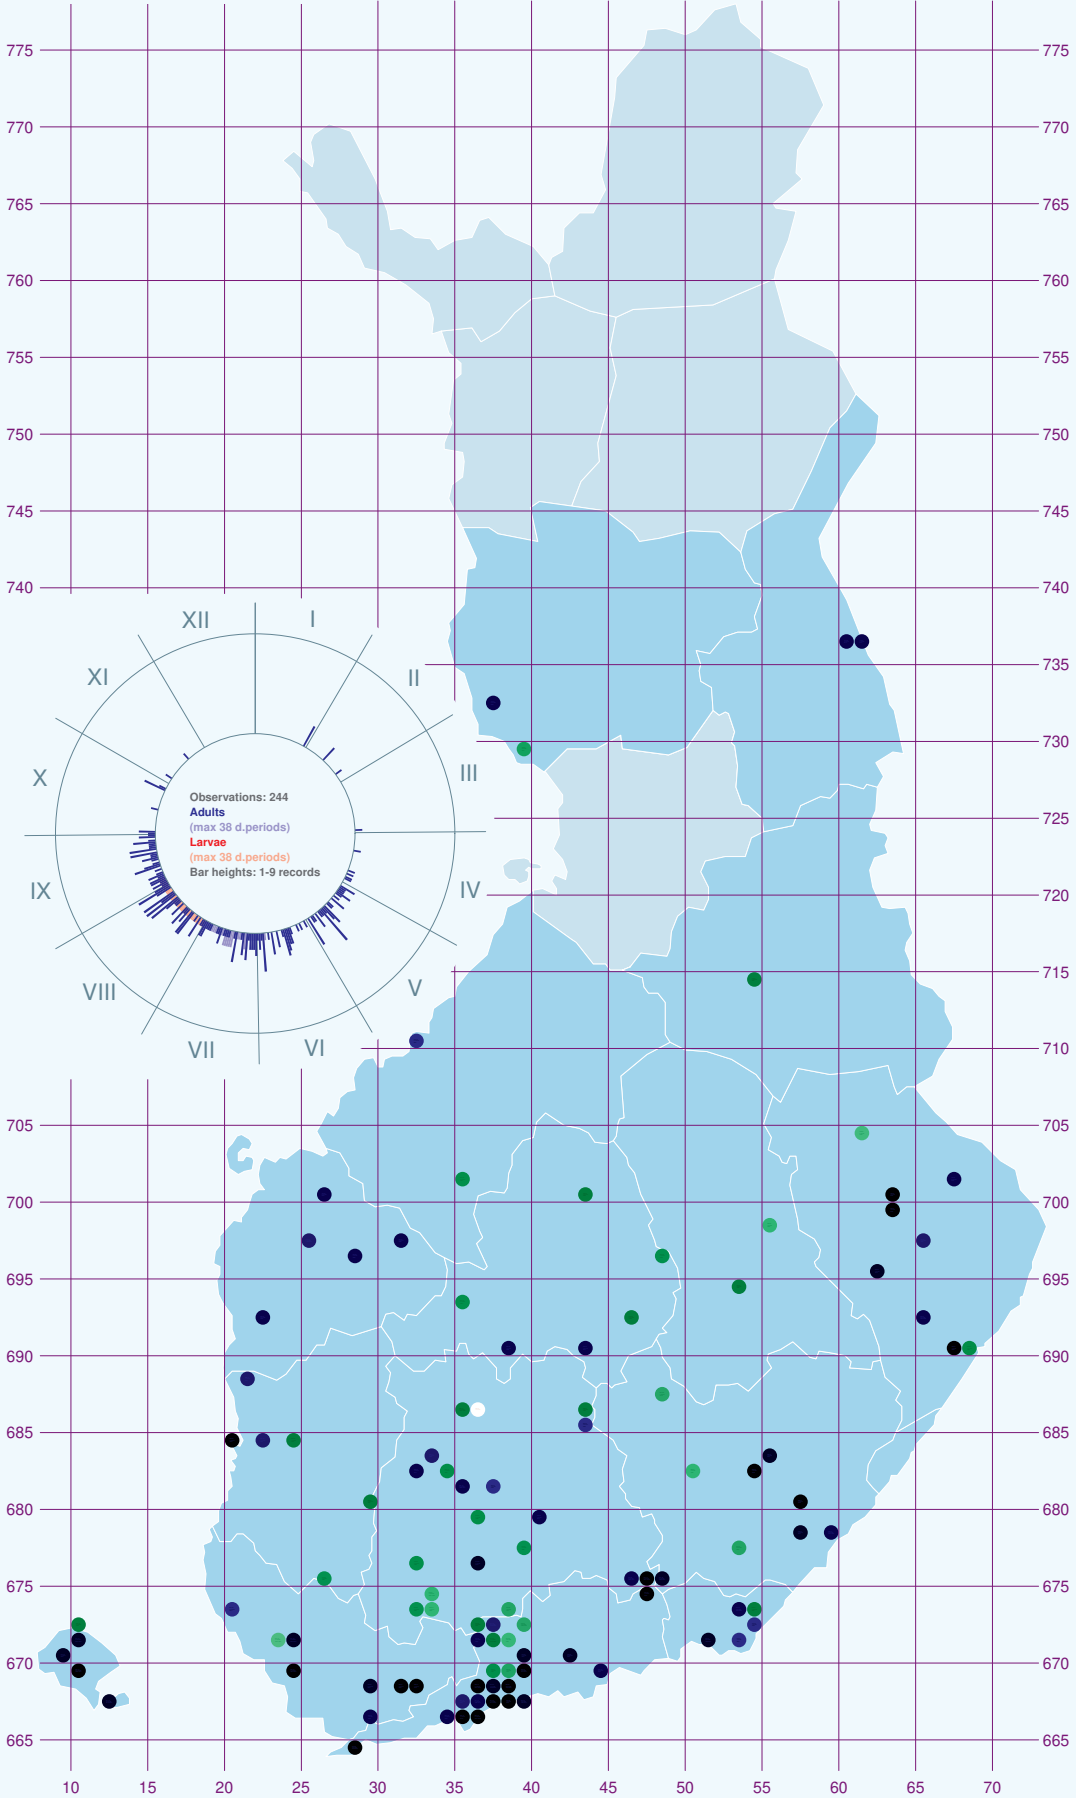 775 775
770 770
765 765
760 760
755 755
750 750
745 745
740 740
XII I
XI II
735 735
730 730
X III
Observations: 244
Adults
(max 38 d.periods)
Larvae
(max 38 d.periods)
Bar heights: 1-9 records
725 725
IX IV
720 720
VIII V
715 715
VII VI
710 710
705 705
700 700
695 695
690 690
685 685
680 680
675 675
670 670
665 665
10 15 20 25 30 35 40 45 50 55 60 65 70